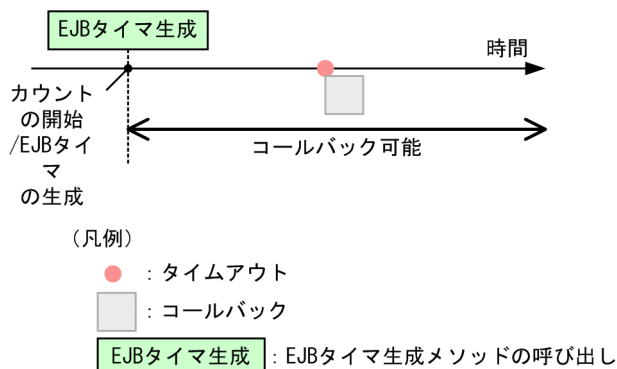 EJBタイマ生成
時間
カウント
の開始
/EJBタイ
マ
の生成
コールバック可能
（凡例）
：タイムアウト
：コールバック
EJBタイマ生成：EJBタイマ生成メソッドの呼び出し